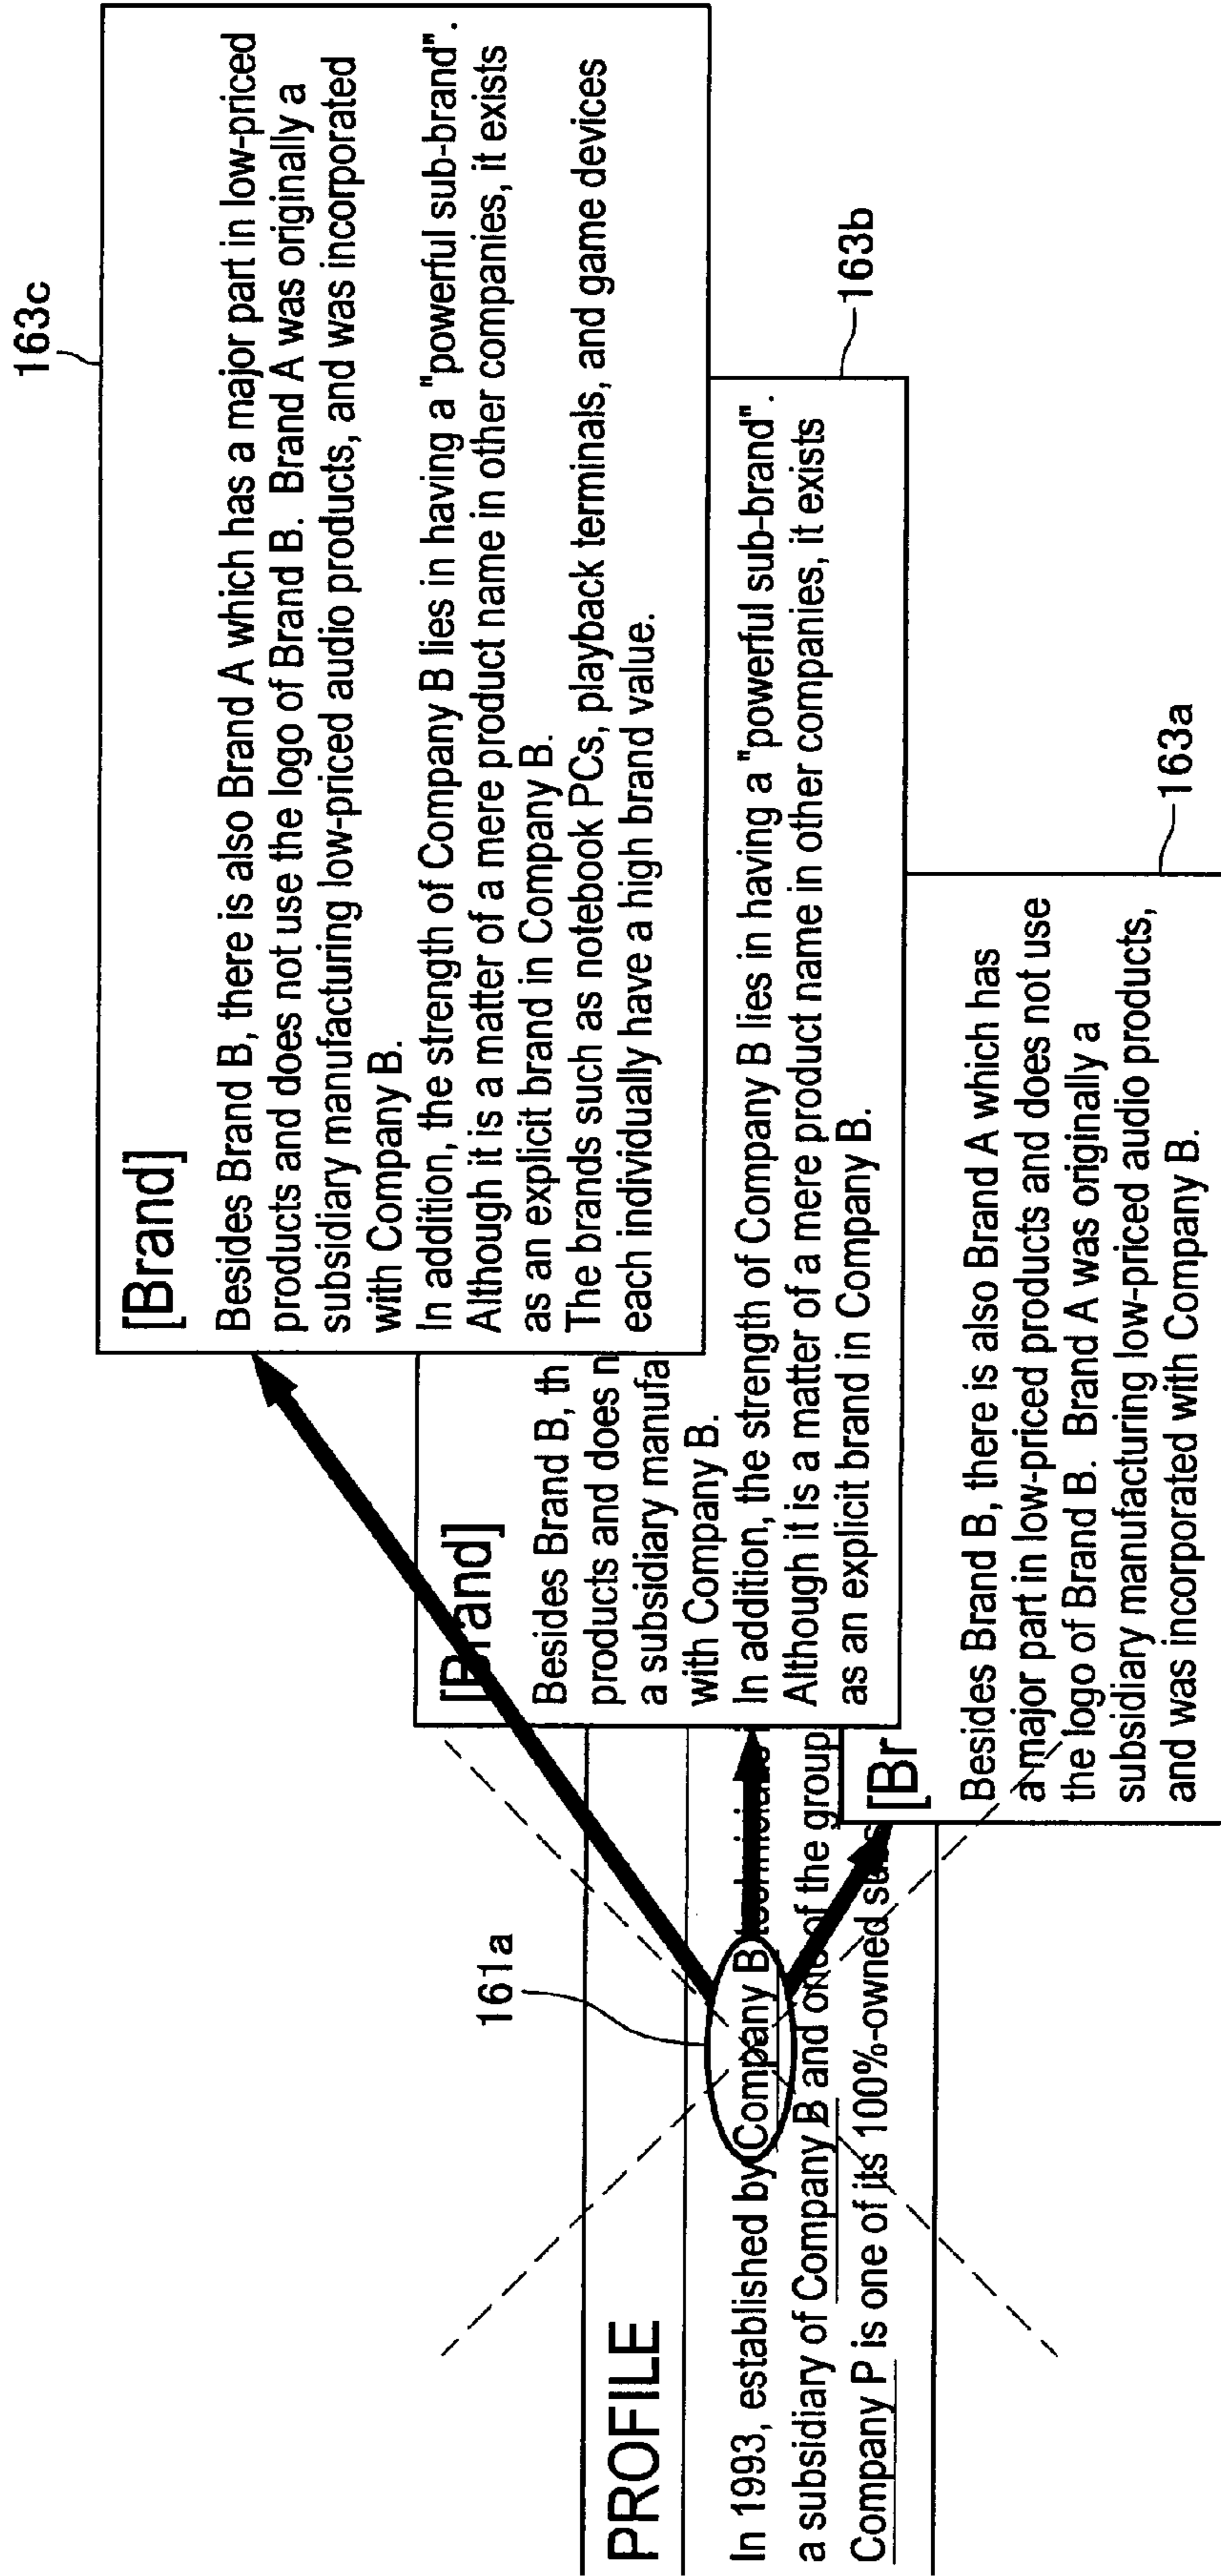 163c
[Brand]
Besides Brand B, there is also Brand A which has a major part in low-priced
products and does not use the logo of Brand B. Brand A was originally a
subsidiary manufacturing low-priced audio products, and was incorporated
with Company B.
In addition, the strength of Company B lies in having a "powerful sub-brand".
Although it is a matter of a mere product name in other companies, it exists
as an explicit brand in Company B.
The brands such as notebook PCs, playback terminals, and game devices
each individually have a high brand value.
163b
[Brand]
Besides Brand B, th
products and does n
a subsidiary manufa
with Company B.
In addition, the strength of Company B lies in having a "powerful sub-brand".
Although it is a matter of a mere product name in other companies, it exists
as an explicit brand in Company B.
163a
[Br
Besides Brand B, there is also Brand A which has
a major part in low-priced products and does not use
the logo of Brand B. Brand A was originally a
subsidiary manufacturing low-priced audio products,
and was incorporated with Company B.
161a
PROFILE
In 1993, established by Company B technicians
a subsidiary of Company B and one of the group
Company P is one of its 100%-owned